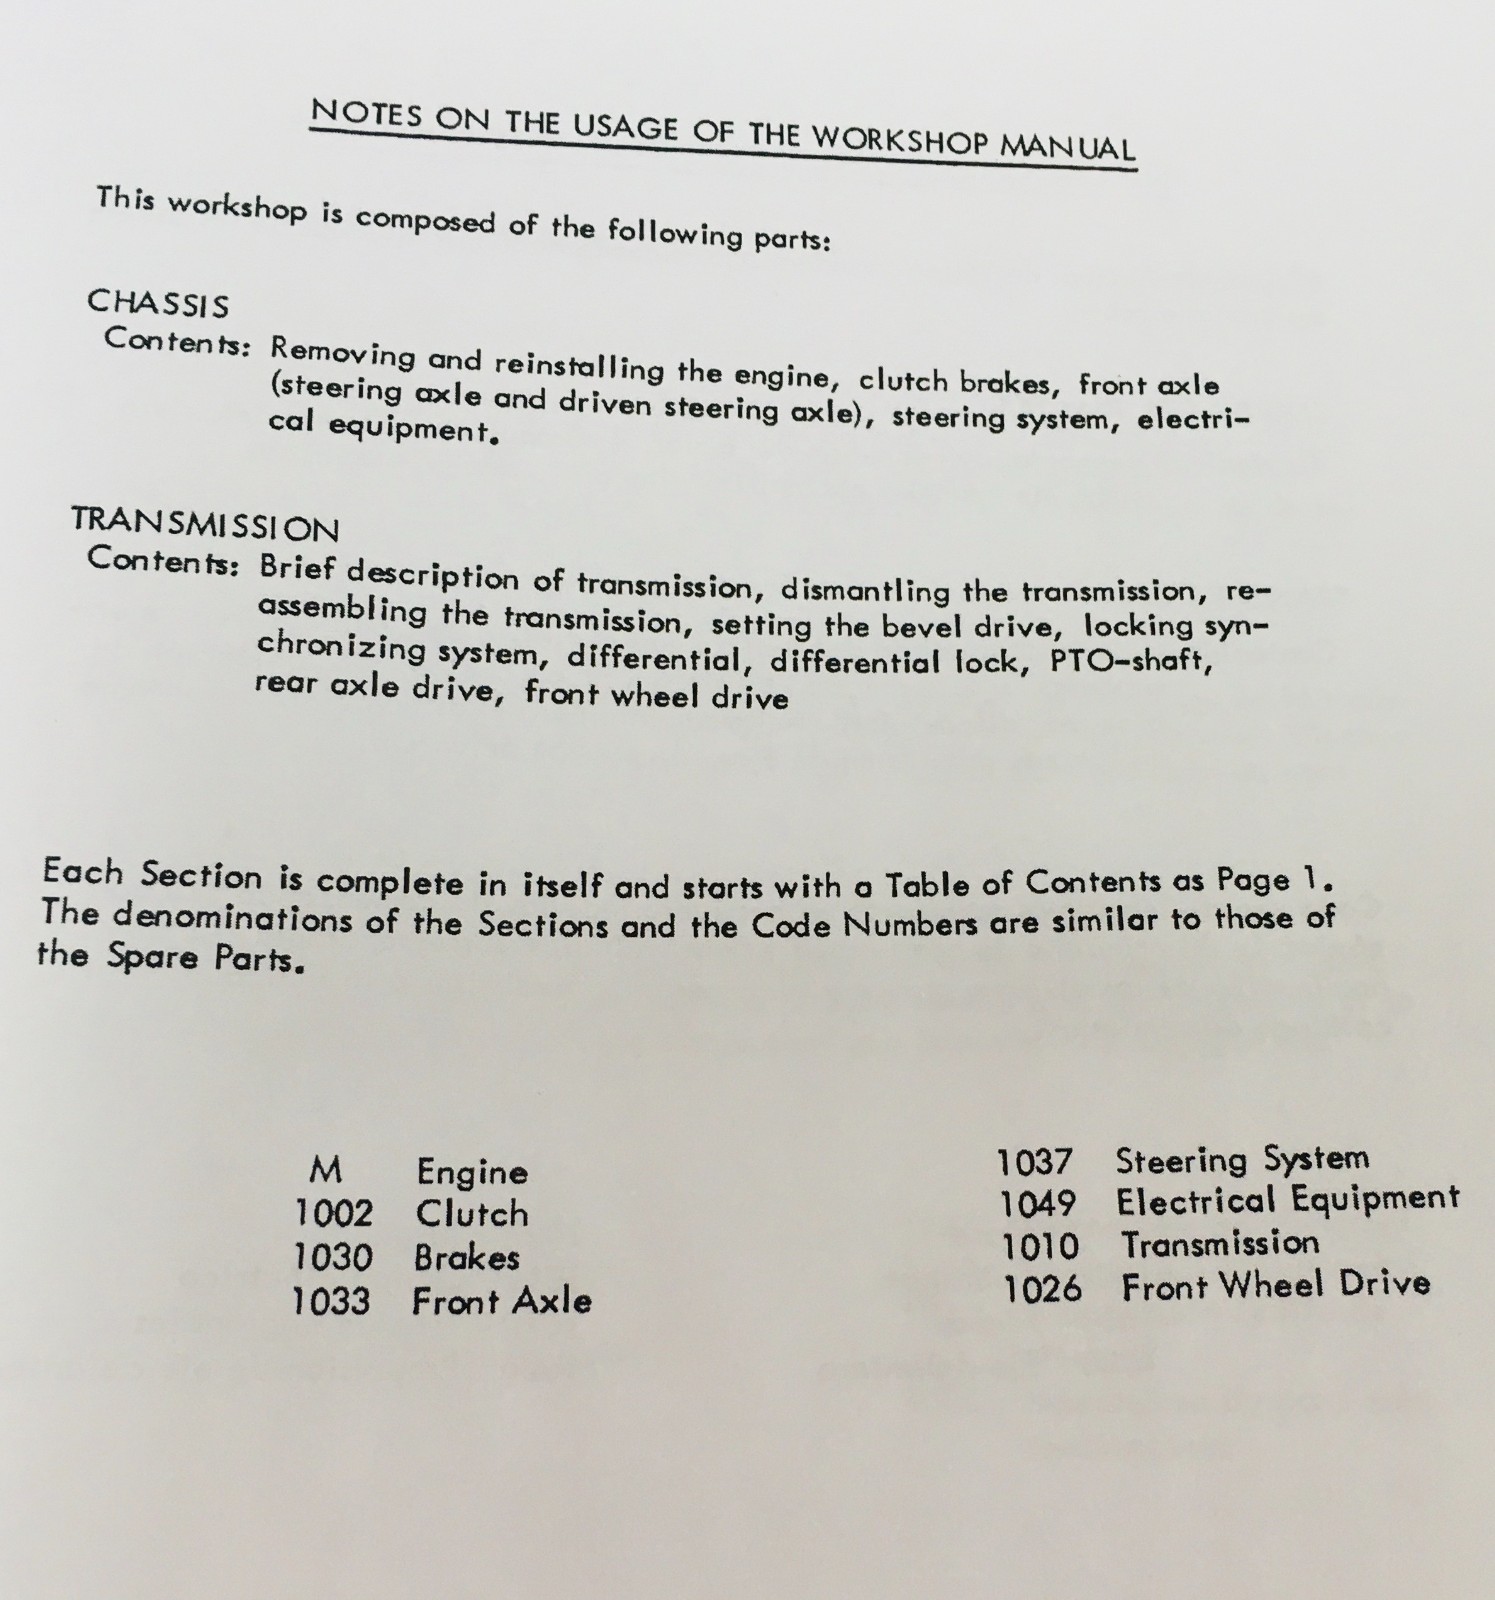 NOTES ON THE USAGE OF THE WORKSHOP MANUAL
This workshop is composed of the following parts:
CHASSIS
Contents: Removing and reinstalling the engine, clutch brakes, front axle
(steering axle and driven steering axle), steering system, electri-
cal equipment.
TRANSMISSION
Contents: Brief description of transmission, dismantling the transmission, re-
assembling the transmission, setting the bevel drive, locking syn-
chronizing system, differential, differential lock, PTO-shaft,
rear axle drive, front wheel drive
Each Section is complete in itself and starts with a Table of Contents as Page 1.
The denominations of the Sections and the Code Numbers are similar to those of
the Spare Parts.
M Engine
1002 Clutch
1030 Brakes
1033 Front Axle
1037 Steering System
1049 Electrical Equipment
1010 Transmission
1026 Front Wheel Drive